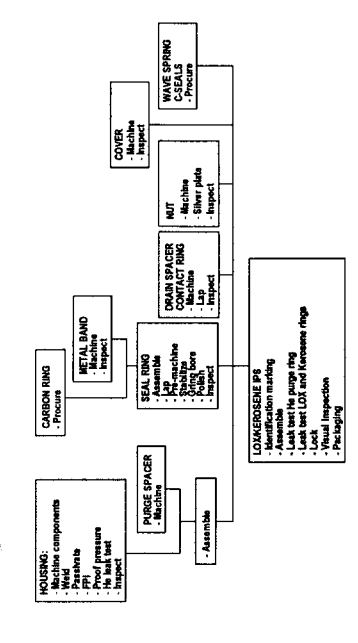 HOUSING:
- Machine components
- Weld
- Passivate
- FPI
- Proof pressure
- He leak test
- Inspect
PURGE SPACER
- Machine
- Assemble
CARBON RING
- Procure
METAL BAND
- Machine
- Inspect
SEAL RING
- Assemble
- Lap
- Pre-machine
- Stabilize
- Gring bore
- Polish
- Inspect
DRAIN SPACER
CONTACT RING
- Machine
- Lap
- Inspect
NUT
- Machine
- Silver plate
- Inspect
COVER
- Machine
- Inspect
WAVE SPRING
C-SEALS
- Procure
LOX/KEROSENE IPS
- Identification marking
- Assemble
- Leak test He purge ring
- Leak test LOX and Kerosene rings
- Lock
- Visual Inspection
- Packaging